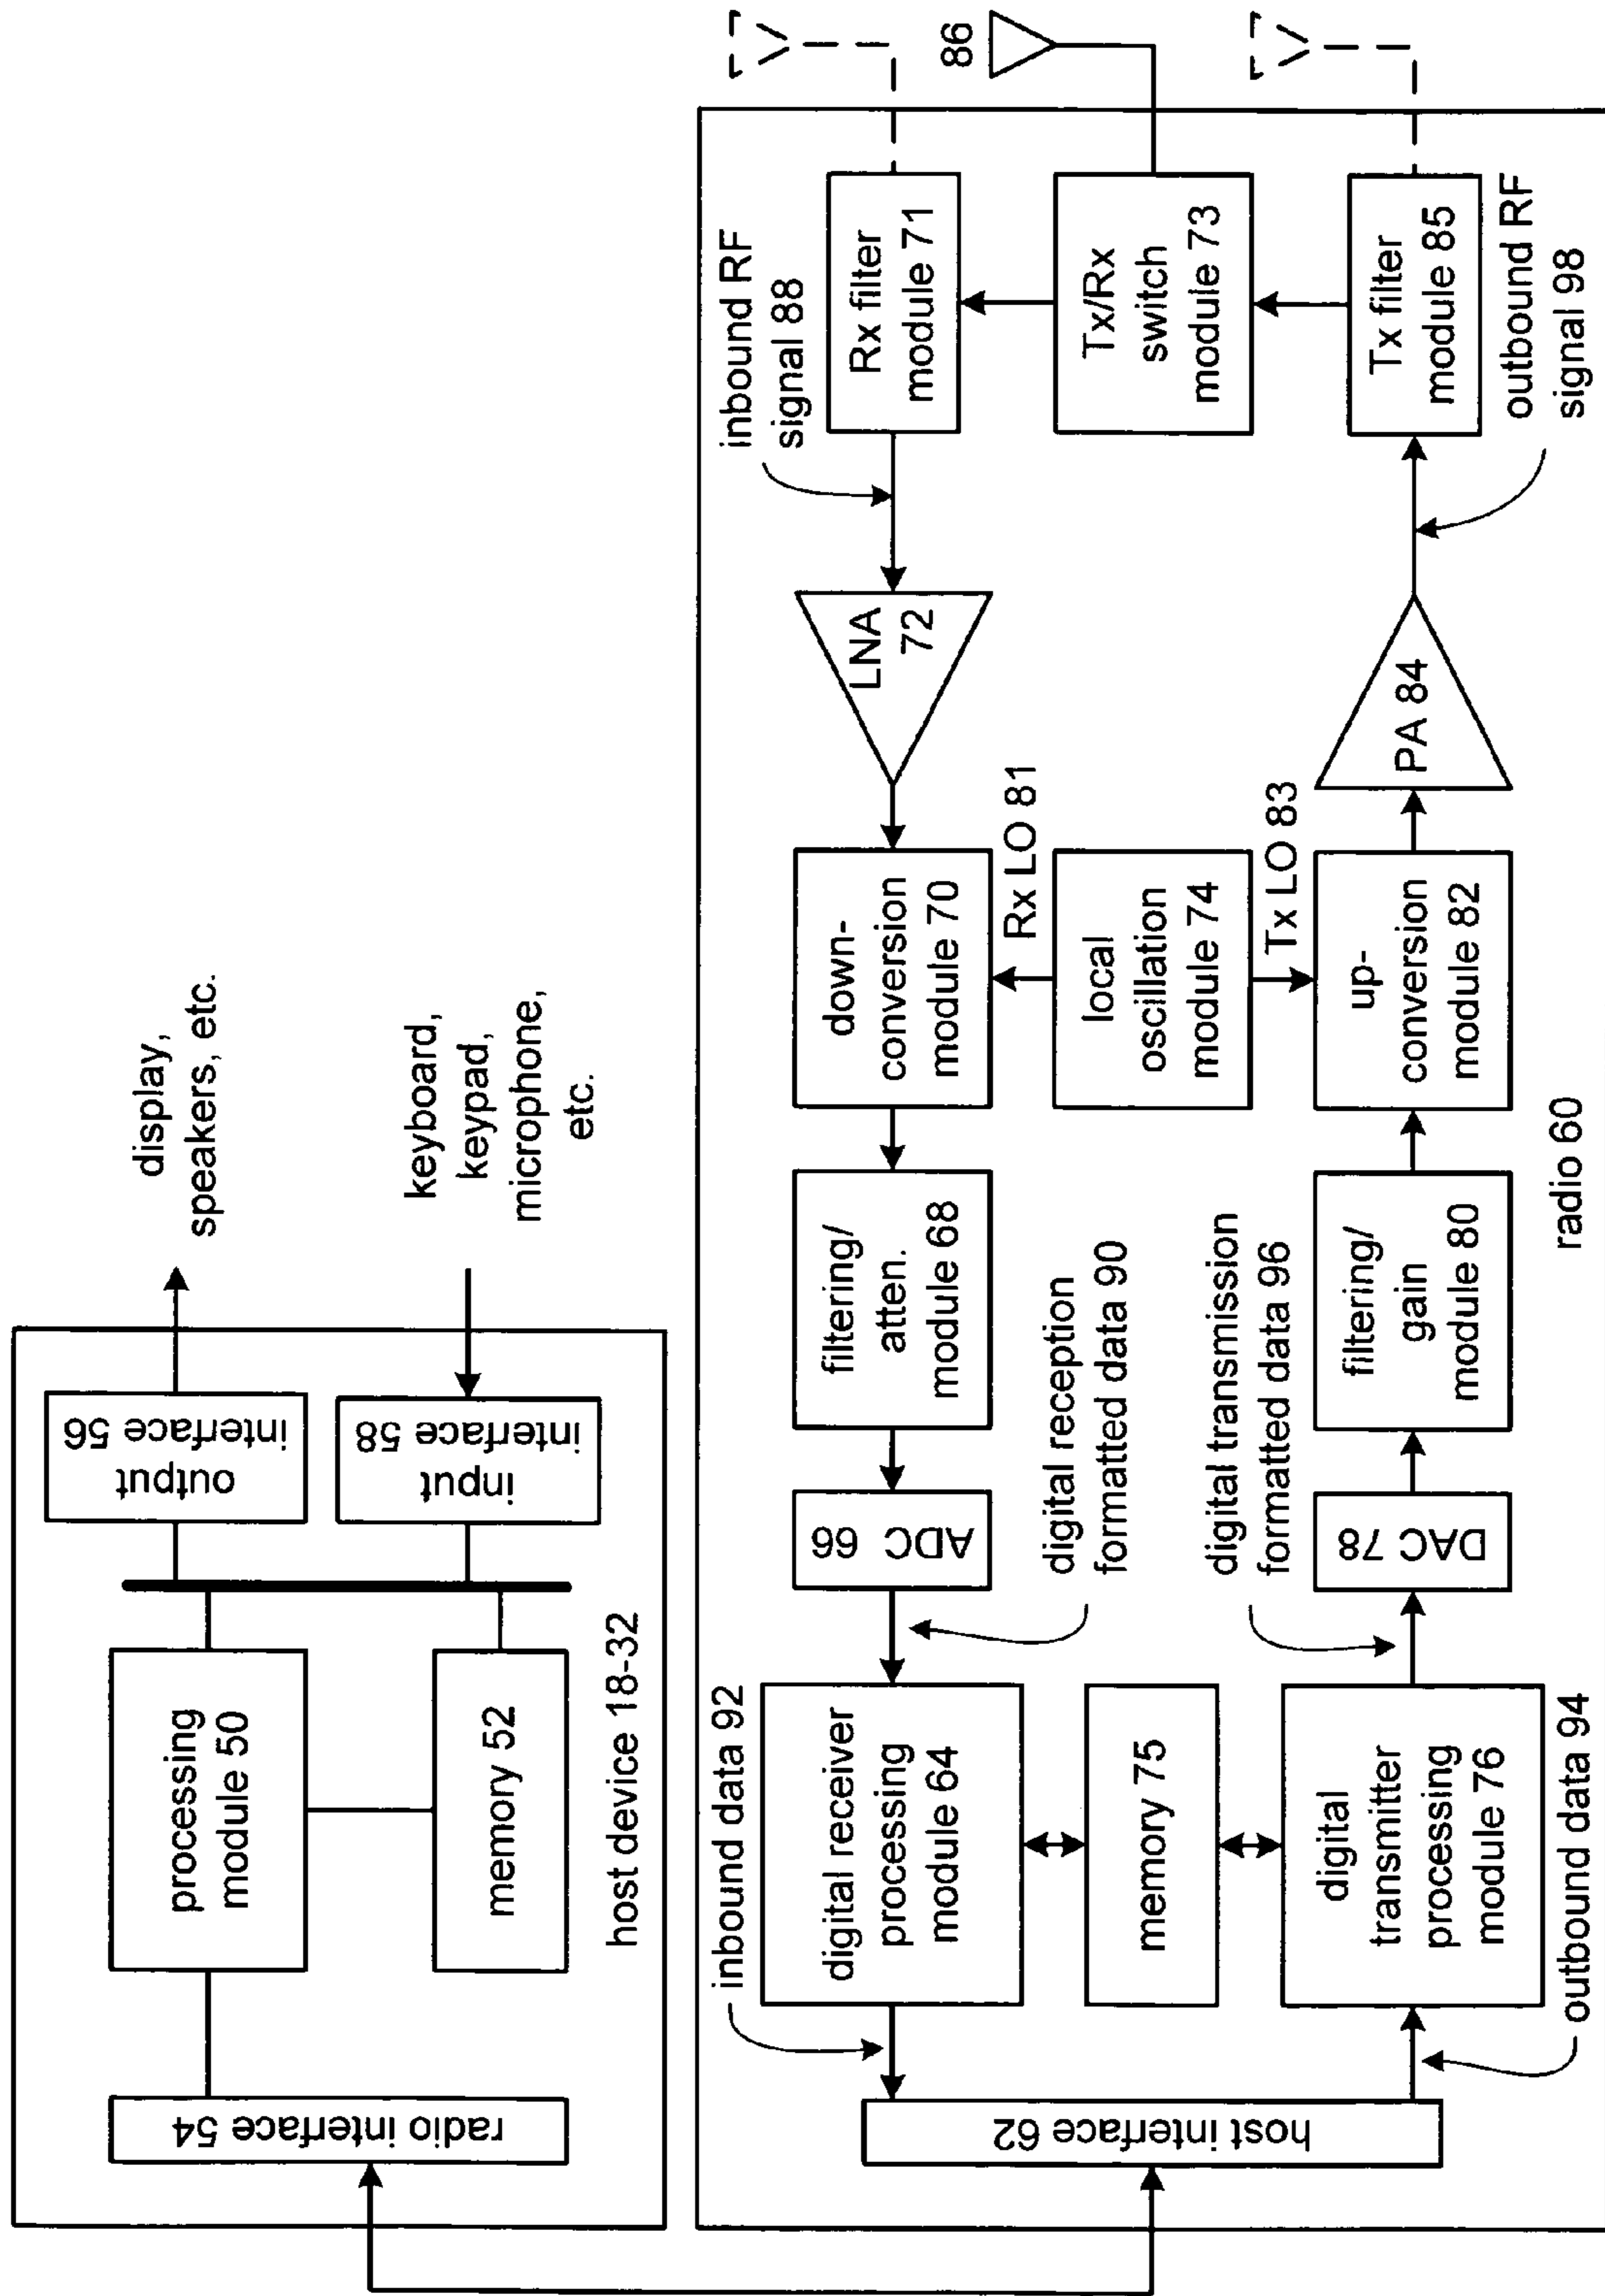 radio interface 54
processing
module 50
memory 52
output
interface 56
input
interface 58
display,
speakers, etc.
keyboard,
keypad,
microphone,
etc.
host device 18-32
host interface 62
inbound data 92
digital receiver
processing
module 64
memory 75
digital
transmitter
processing
module 76
outbound data 94
ADC 66
digital reception
formatted data 90
digital transmission
formatted data 96
DAC 78
filtering/
atten.
module 68
filtering/
gain
module 80
down-
conversion
module 70
Rx LO 81
local
oscillation
module 74
Tx LO 83
up-
conversion
module 82
radio 60
LNA
72
PA 84
inbound RF
signal 88
Rx filter
module 71
Tx/Rx
switch
module 73
Tx filter
module 85
outbound RF
signal 98
86